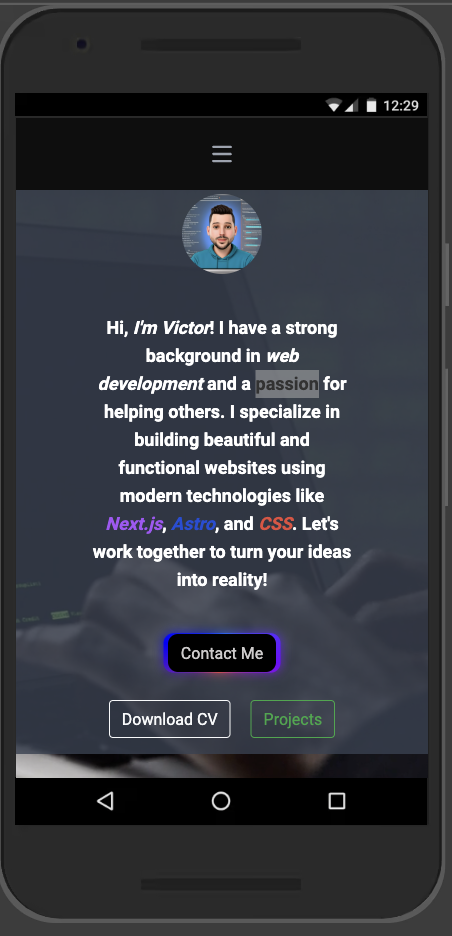 12:29
Hi, I'm Victor! I have a strong
background in web
development and a passion for
helping others. I specialize in
building beautiful and
functional websites using
modern technologies like
Next.js, Astro, and CSS. Let's
work together to turn your ideas
into reality!
Contact Me
Download CV Projects